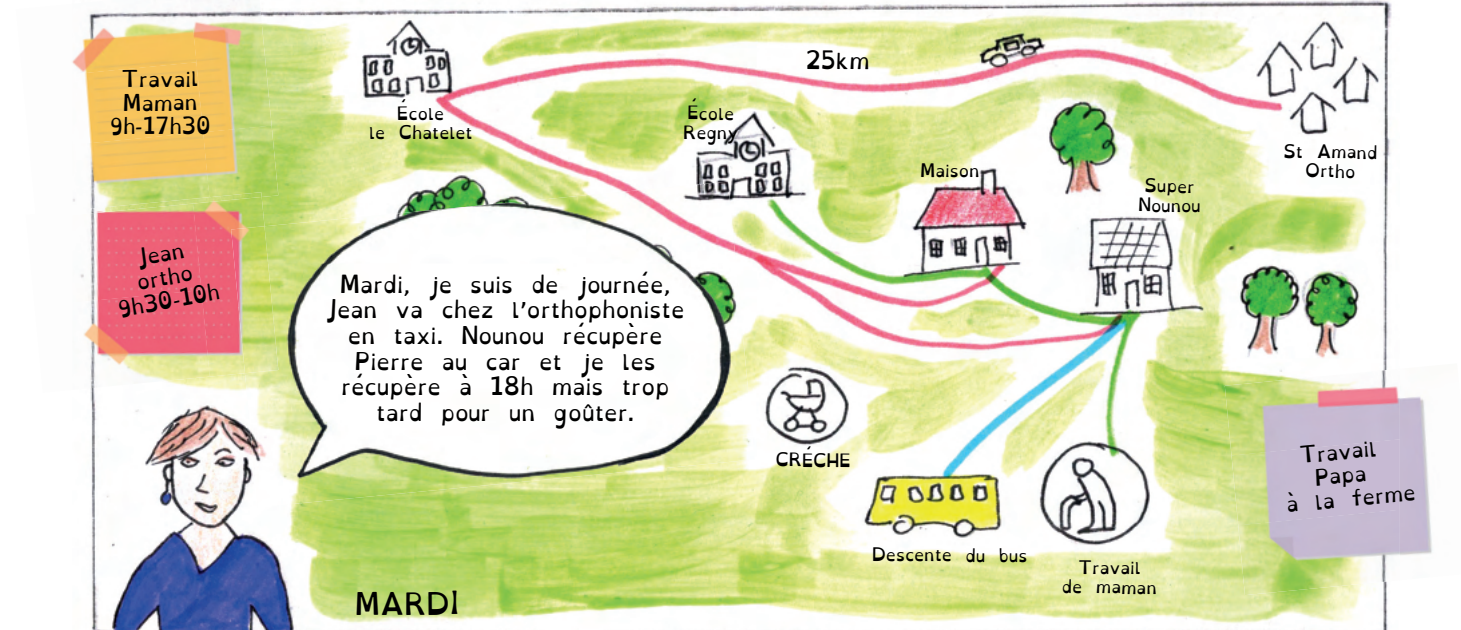 Travail
Maman
9h-17h30
Jean
ortho
9h30-10h
École
le Chatelet
25km
École
Regny
Maison
Super
Nounou
St Amand
Ortho
Mardi, je suis de journée,
Jean va chez l'orthophoniste
en taxi. Nounou récupère
Pierre au car et je les
récupère à 18h mais trop
tard pour un goûter.
CRÉCHE
Descente du bus
Travail
de maman
Travail
Papa
à la ferme
MARDI